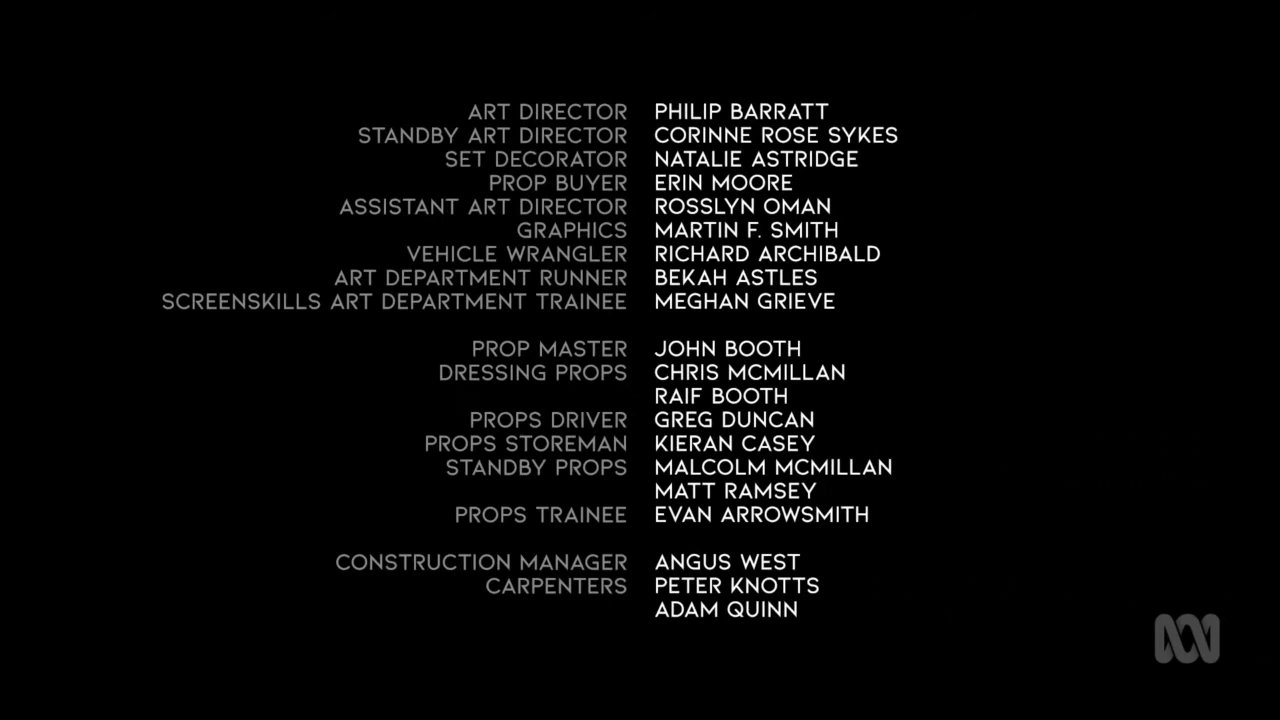 ART DIRECTOR PHILIP BARRATT
STANDBY ART DIRECTOR CORINNE ROSE SYKES
SET DECORATOR NATALIE ASTRIDGE
PROP BUYER ERIN MOORE
ASSISTANT ART DIRECTOR ROSSLYN OMAN
GRAPHICS MARTIN F. SMITH
VEHICLE WRANGLER RICHARD ARCHIBALD
ART DEPARTMENT RUNNER BEKAH ASTLES
SCREENSKILLS ART DEPARTMENT TRAINEE MEGHAN GRIEVE
PROP MASTER JOHN BOOTH
DRESSING PROPS CHRIS MCMILLAN
RAIF BOOTH
PROPS DRIVER GREG DUNCAN
PROPS STOREMAN KIERAN CASEY
STANDBY PROPS MALCOLM MCMILLAN
MATT RAMSEY
PROPS TRAINEE EVAN ARROWSMITH
CONSTRUCTION MANAGER ANGUS WEST
CARPENTERS PETER KNOTTS
ADAM QUINN